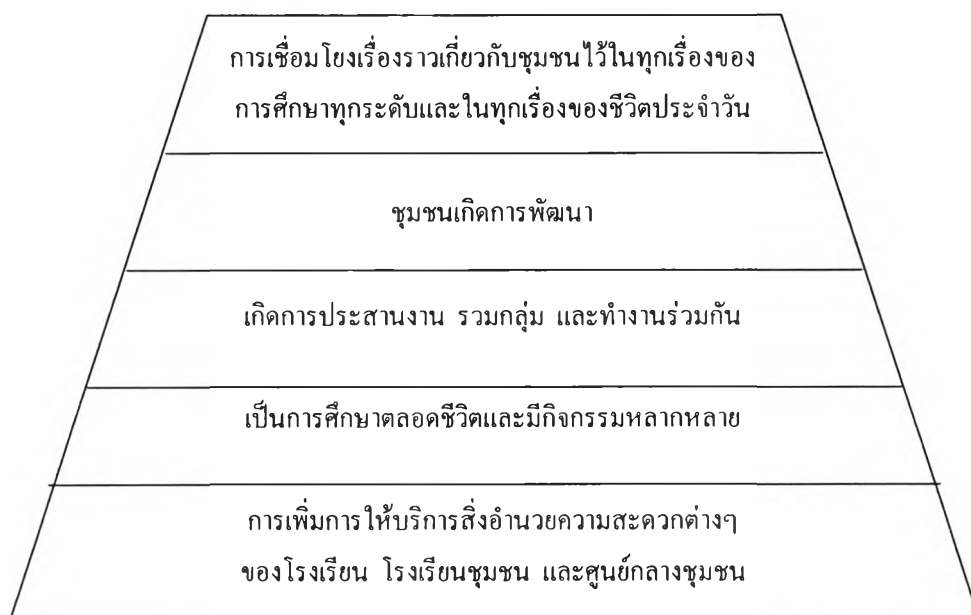 การเชื่อมโยงเรื่องราวเกี่ยวกับชุมชนไว้ในทุกเรื่องของ
การศึกษาทุกระดับและในทุกเรื่องของชีวิตประจำวัน
ชุมชนเกิดการพัฒนา
เกิดการประสานงาน รวมกลุ่ม และทำงานร่วมกัน
เป็นการศึกษาตลอดชีวิตและมีกิจกรรมหลากหลาย
การเพิ่มการให้บริการสิ่งอำนวยความสะดวกต่างๆ
ของโรงเรียน โรงเรียนชุมชน และศูนย์กลางชุมชน